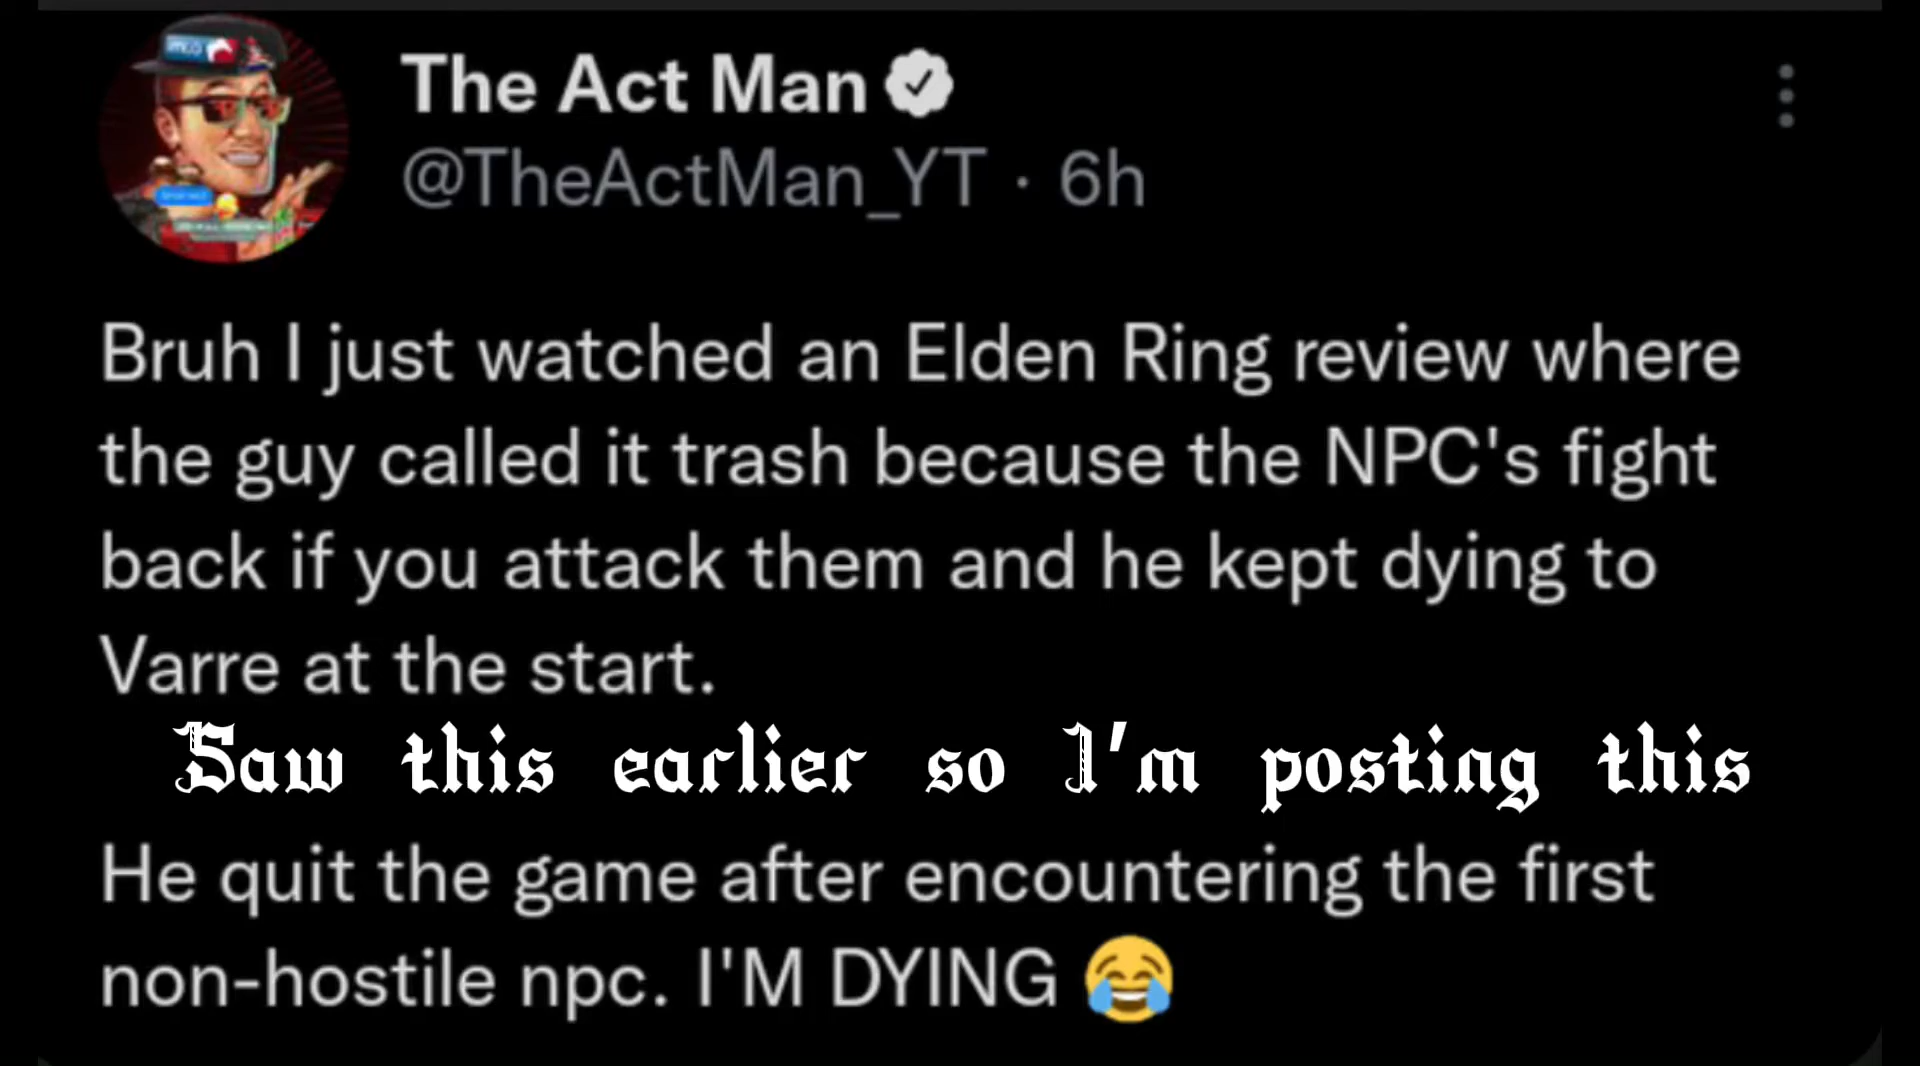 The Act Man
@TheActMan_YT · 6h
Bruh I just watched an Elden Ring review where
the guy called it trash because the NPC's fight
back if you attack them and he kept dying to
Varre at the start.
Saw this earlier so I'm posting this
He quit the game after encountering the first
non-hostile npc. I'M DYING 😂